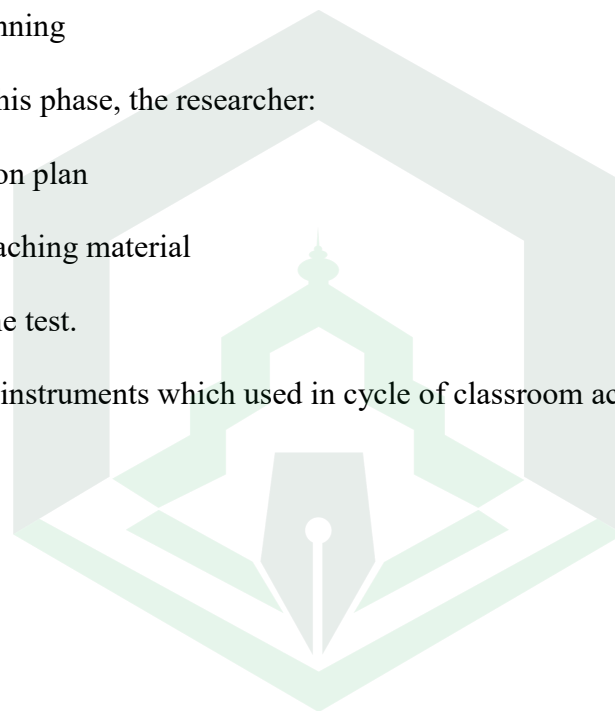 nning
his phase, the researcher:
on plan
aching material
e test.
instruments which used in cycle of classroom ac